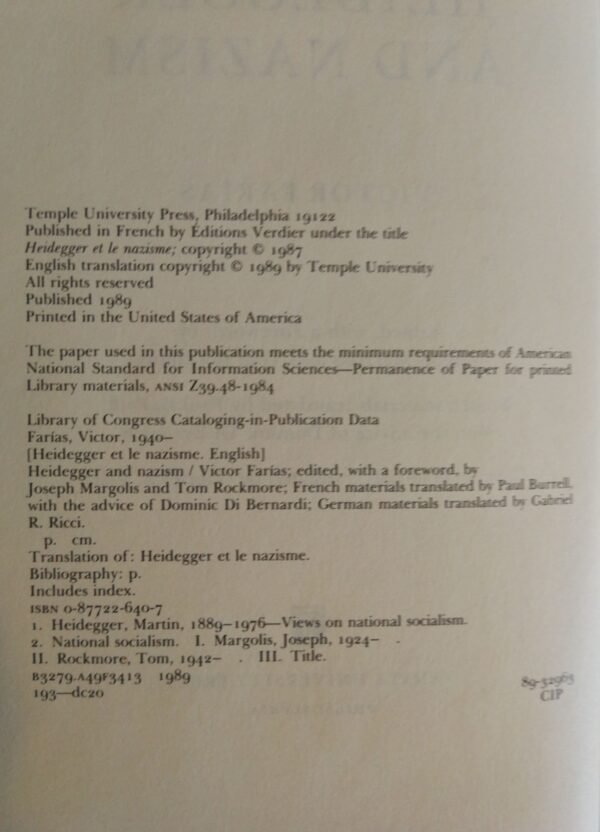 Temple University Press, Philadelphia 19122
Published in French by Éditions Verdier under the title
Heidegger et le nazisme; copyright © 1987
English translation copyright © 1989 by Temple University
All rights reserved
Published 1989
Printed in the United States of America
The paper used in this publication meets the minimum requirements of American
National Standard for Information Sciences—Permanence of Paper for printed
Library materials, ANSI Z39.48-1984
Library of Congress Cataloging-in-Publication Data
Farías, Victor, 1940–
[Heidegger et le nazisme. English]
Heidegger and nazism / Victor Farías; edited, with a foreword, by
Joseph Margolis and Tom Rockmore; French materials translated by Paul Burrell,
with the advice of Dominic Di Bernardi; German materials translated by Gabriel
R. Ricci.
p. cm.
Translation of: Heidegger et le nazisme.
Bibliography: p.
Includes index.
ISBN 0-87722-640-7
1. Heidegger, Martin, 1889–1976—Views on national socialism.
2. National socialism. I. Margolis, Joseph, 1924– .
II. Rockmore, Tom, 1942– . III. Title.
B3279.A49F3413 1989
193—dc20
89-32963
CIP